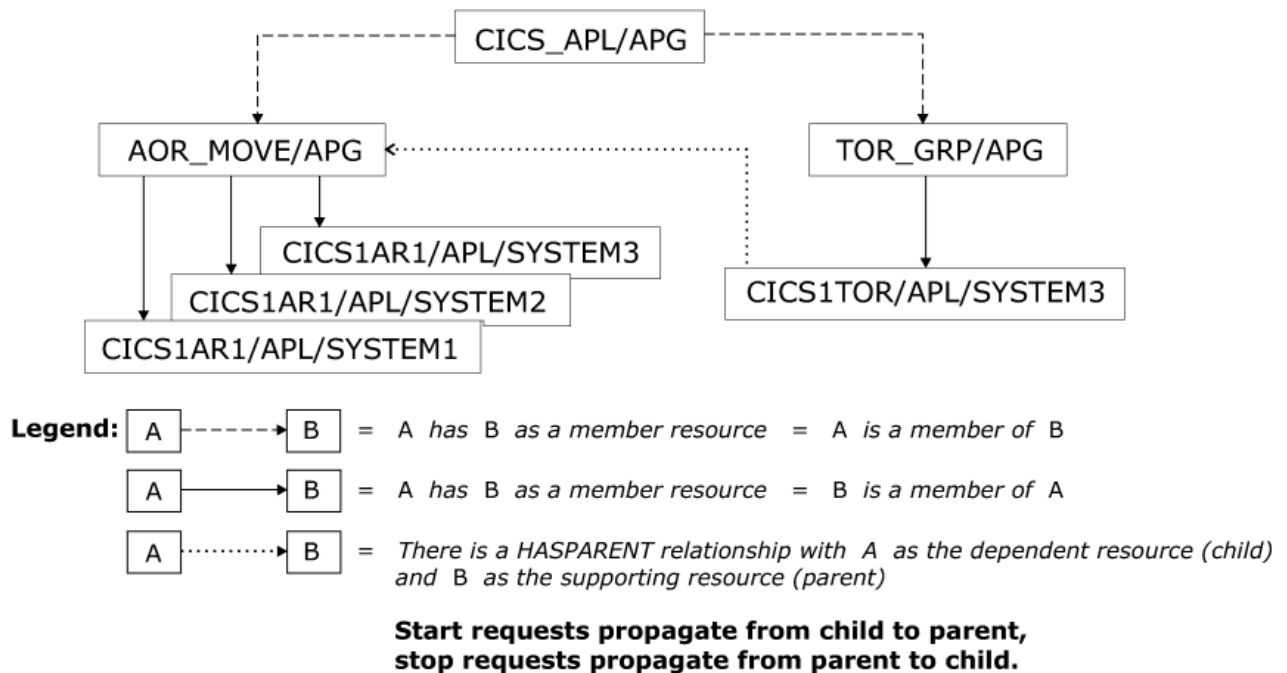 CICS_APL/APG
AOR_MOVE/APG
TOR_GRP/APG
CICS1AR1/APL/SYSTEM3
CICS1AR1/APL/SYSTEM2
CICS1AR1/APL/SYSTEM1
CICS1TOR/APL/SYSTEM3
Legend: A B = A has B as a member resource = A is a member of B
A B = A has B as a member resource = B is a member of A
A B = There is a HASPARENT relationship with A as the dependent resource (child)
and B as the supporting resource (parent)
Start requests propagate from child to parent,
stop requests propagate from parent to child.